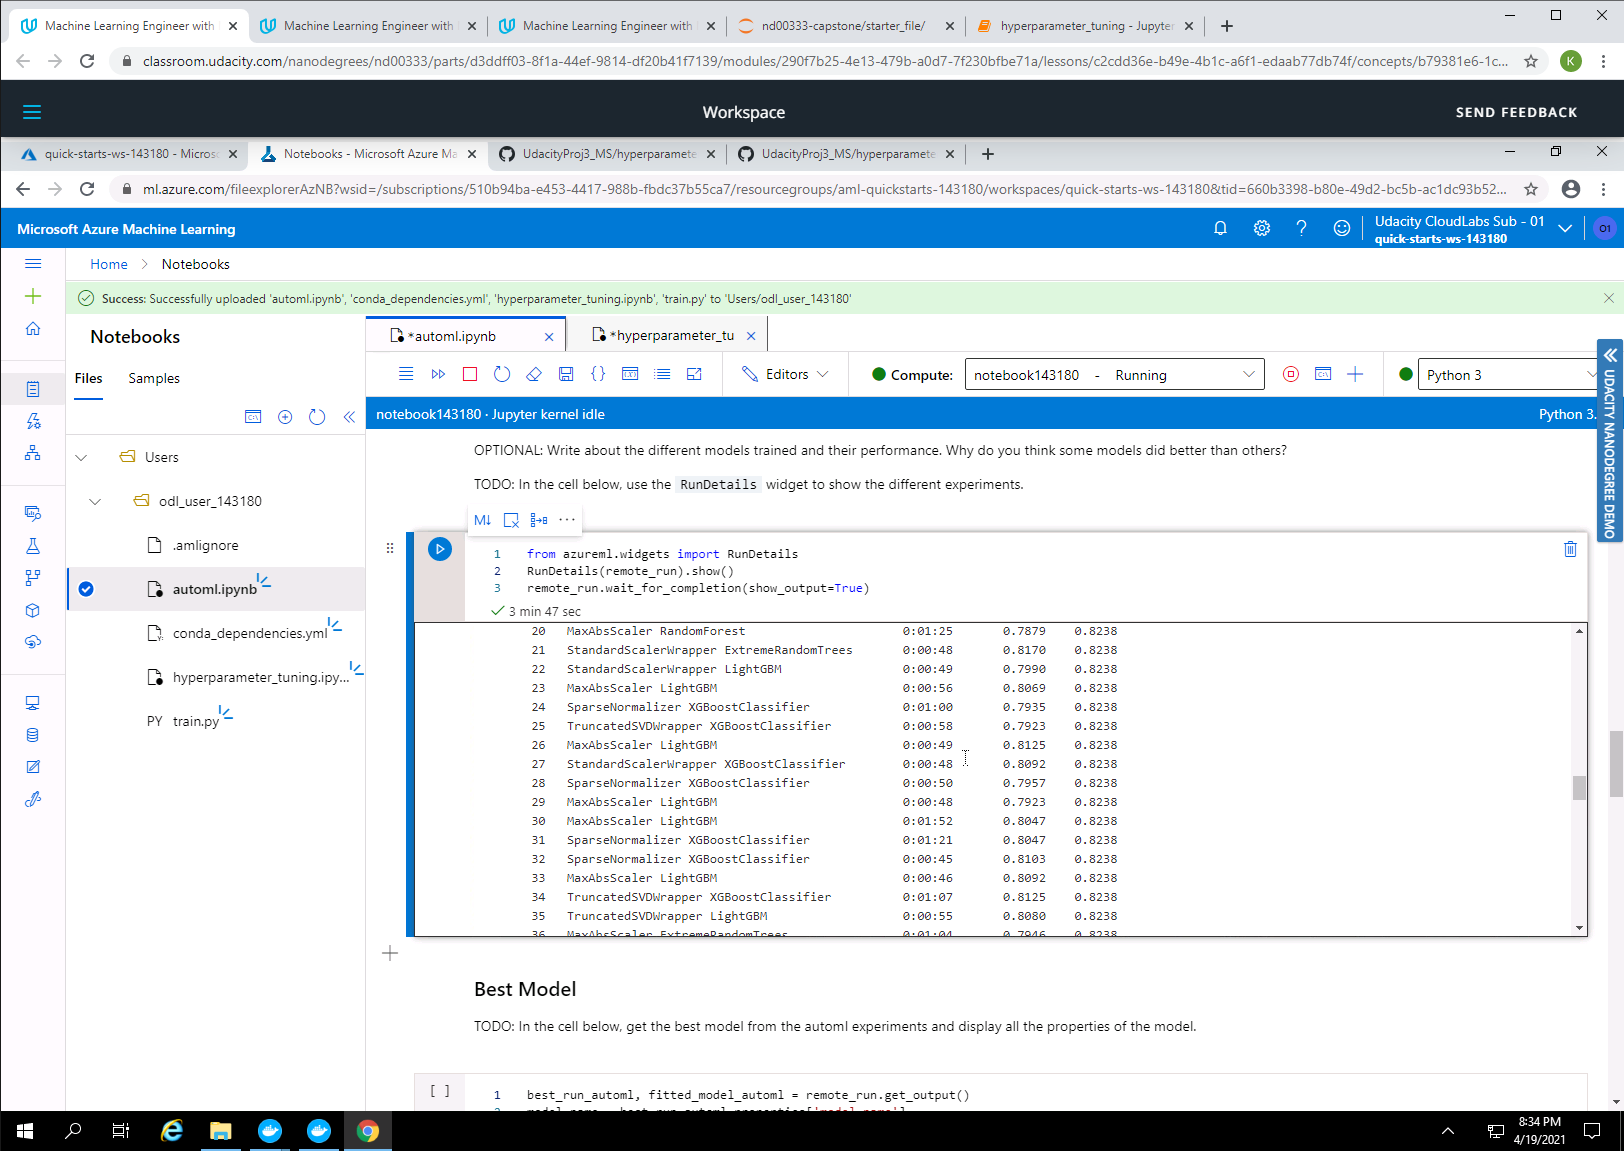 Machine Learning Engineer with
Machine Learning Engineer with
Machine Learning Engineer with
nd00333-capstone/starter_file/
hyperparameter_tuning - Jupyter
classroom.udacity.com/nanodegrees/nd00333/parts/d3ddff03-8f1a-44ef-9814-df20b41f7139/modules/290f7b25-4e13-479b-a0d7-7f230bfbe71a/lessons/c2cdd36e-b49e-4b1c-a6f1-edaab77db74f/concepts/b79381e6-1c...
K
Workspace
SEND FEEDBACK
quick-starts-ws-143180 - Micros
Notebooks - Microsoft Azure Ma
UdacityProj3_MS/hyperparamete
UdacityProj3_MS/hyperparamete
ml.azure.com/fileexplorerAzNB?wsid=/subscriptions/510b94ba-e453-4417-988b-fbdc37b55ca7/resourcegroups/aml-quickstarts-143180/workspaces/quick-starts-ws-143180&tid=660b3398-b80e-49d2-bc5b-ac1dc93b52...
Microsoft Azure Machine Learning
Udacity CloudLabs Sub - 01
quick-starts-ws-143180
O1
Home > Notebooks
Success: Successfully uploaded 'automl.ipynb', 'conda_dependencies.yml', 'hyperparameter_tuning.ipynb', 'train.py' to 'Users/odl_user_143180'
Notebooks
Files
Samples
Users
odl_user_143180
.amlignore
automl.ipynb
conda_dependencies.yml
hyperparameter_tuning.ipy...
PY train.py
*automl.ipynb
*hyperparameter_tu
Editors
Compute:
notebook143180 - Running
Python 3
notebook143180 · Jupyter kernel idle
Python 3.
UDACITY NANODEGREE DEMO
OPTIONAL: Write about the different models trained and their performance. Why do you think some models did better than others?
TODO: In the cell below, use the RunDetails widget to show the different experiments.
M↓
1 from azureml.widgets import RunDetails
2 RunDetails(remote_run).show()
3 remote_run.wait_for_completion(show_output=True)
3 min 47 sec
20 MaxAbsScaler RandomForest 0:01:25 0.7879 0.8238
21 StandardScalerWrapper ExtremeRandomTrees 0:00:48 0.8170 0.8238
22 StandardScalerWrapper LightGBM 0:00:49 0.7990 0.8238
23 MaxAbsScaler LightGBM 0:00:56 0.8069 0.8238
24 SparseNormalizer XGBoostClassifier 0:01:00 0.7935 0.8238
25 TruncatedSVDWrapper XGBoostClassifier 0:00:58 0.7923 0.8238
26 MaxAbsScaler LightGBM 0:00:49 0.8125 0.8238
27 StandardScalerWrapper XGBoostClassifier 0:00:48 0.8092 0.8238
28 SparseNormalizer XGBoostClassifier 0:00:50 0.7957 0.8238
29 MaxAbsScaler LightGBM 0:00:48 0.7923 0.8238
30 MaxAbsScaler LightGBM 0:01:52 0.8047 0.8238
31 SparseNormalizer XGBoostClassifier 0:01:21 0.8047 0.8238
32 SparseNormalizer XGBoostClassifier 0:00:45 0.8103 0.8238
33 MaxAbsScaler LightGBM 0:00:46 0.8092 0.8238
34 TruncatedSVDWrapper XGBoostClassifier 0:01:07 0.8125 0.8238
35 TruncatedSVDWrapper LightGBM 0:00:55 0.8080 0.8238
36 MaxAbsScaler ExtremeRandomTrees 0:01:04 0.7946 0.8238
Best Model
TODO: In the cell below, get the best model from the automl experiments and display all the properties of the model.
[ ]
1 best_run_automl, fitted_model_automl = remote_run.get_output()
8:34 PM
4/19/2021